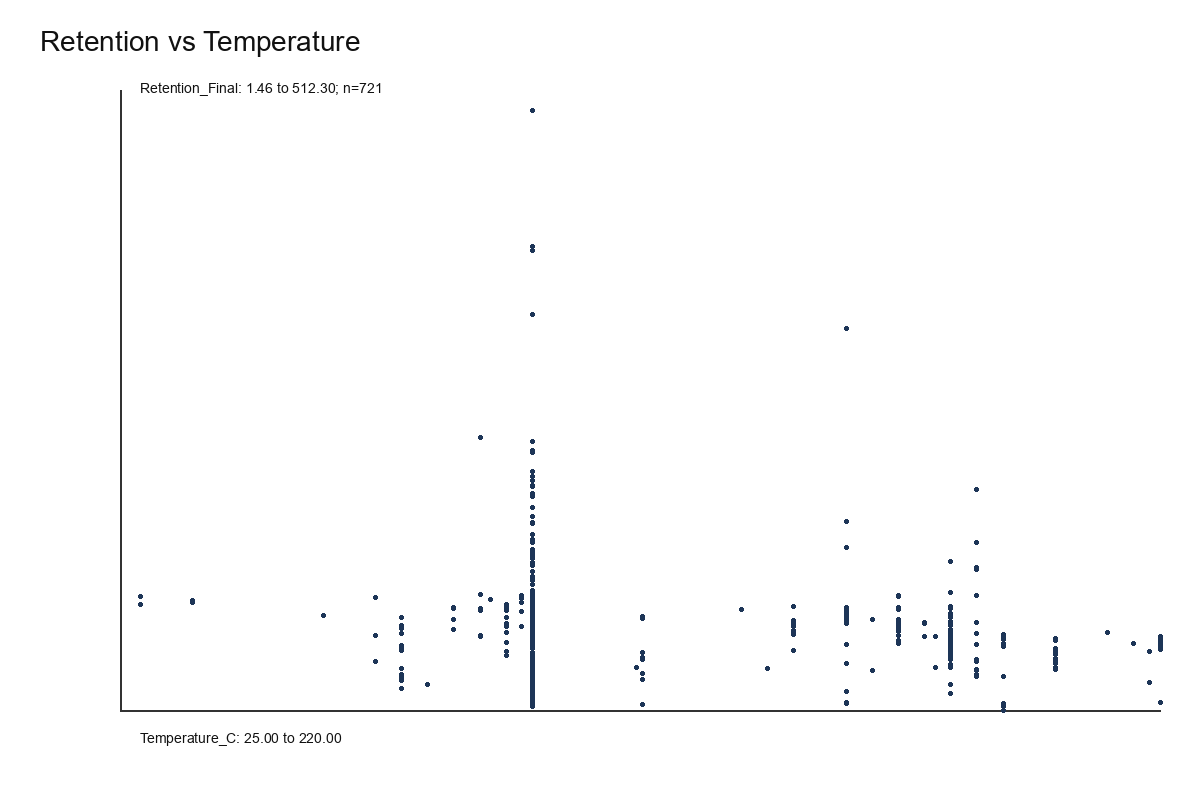 Retention vs Temperature
Retention_Final: 1.46 to 512.30; n=721
Temperature_C: 25.00 to 220.00